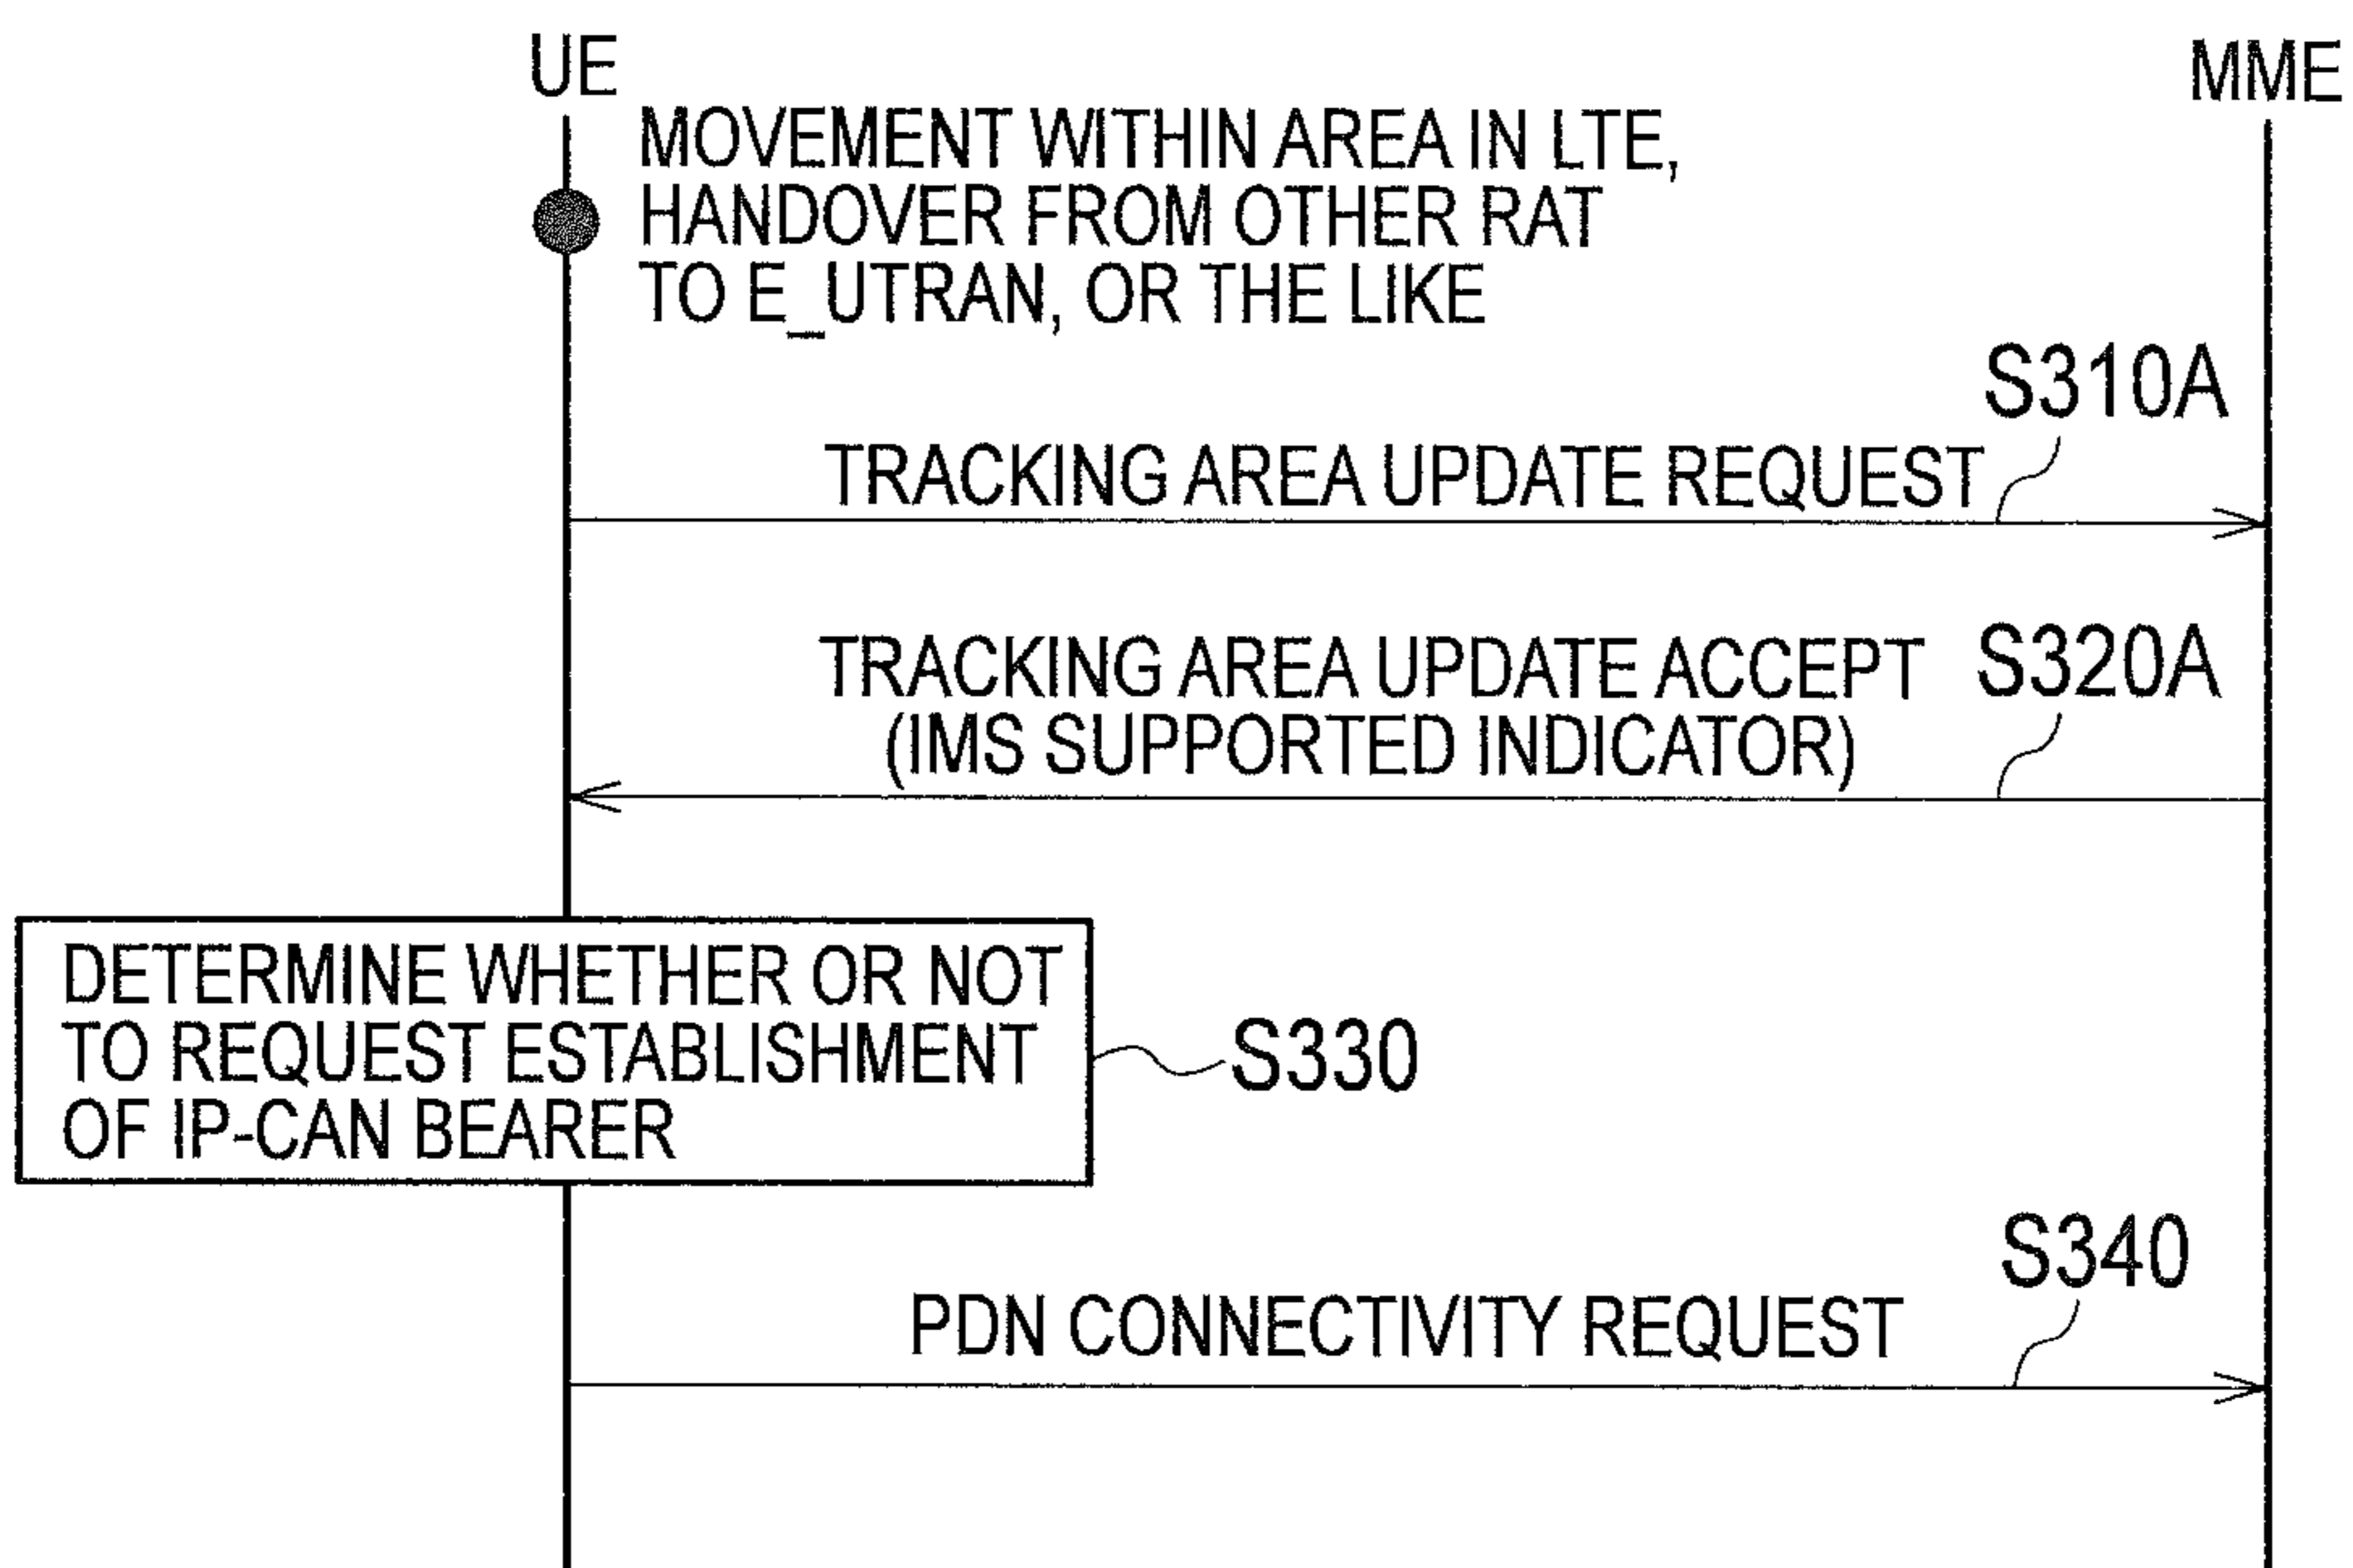 UE
MME
MOVEMENT WITHIN AREA IN LTE,
HANDOVER FROM OTHER RAT
TO E_UTRAN, OR THE LIKE
S310A
TRACKING AREA UPDATE REQUEST
TRACKING AREA UPDATE ACCEPT
S320A
(IMS SUPPORTED INDICATOR)
DETERMINE WHETHER OR NOT
TO REQUEST ESTABLISHMENT
OF IP-CAN BEARER
S330
S340
PDN CONNECTIVITY REQUEST